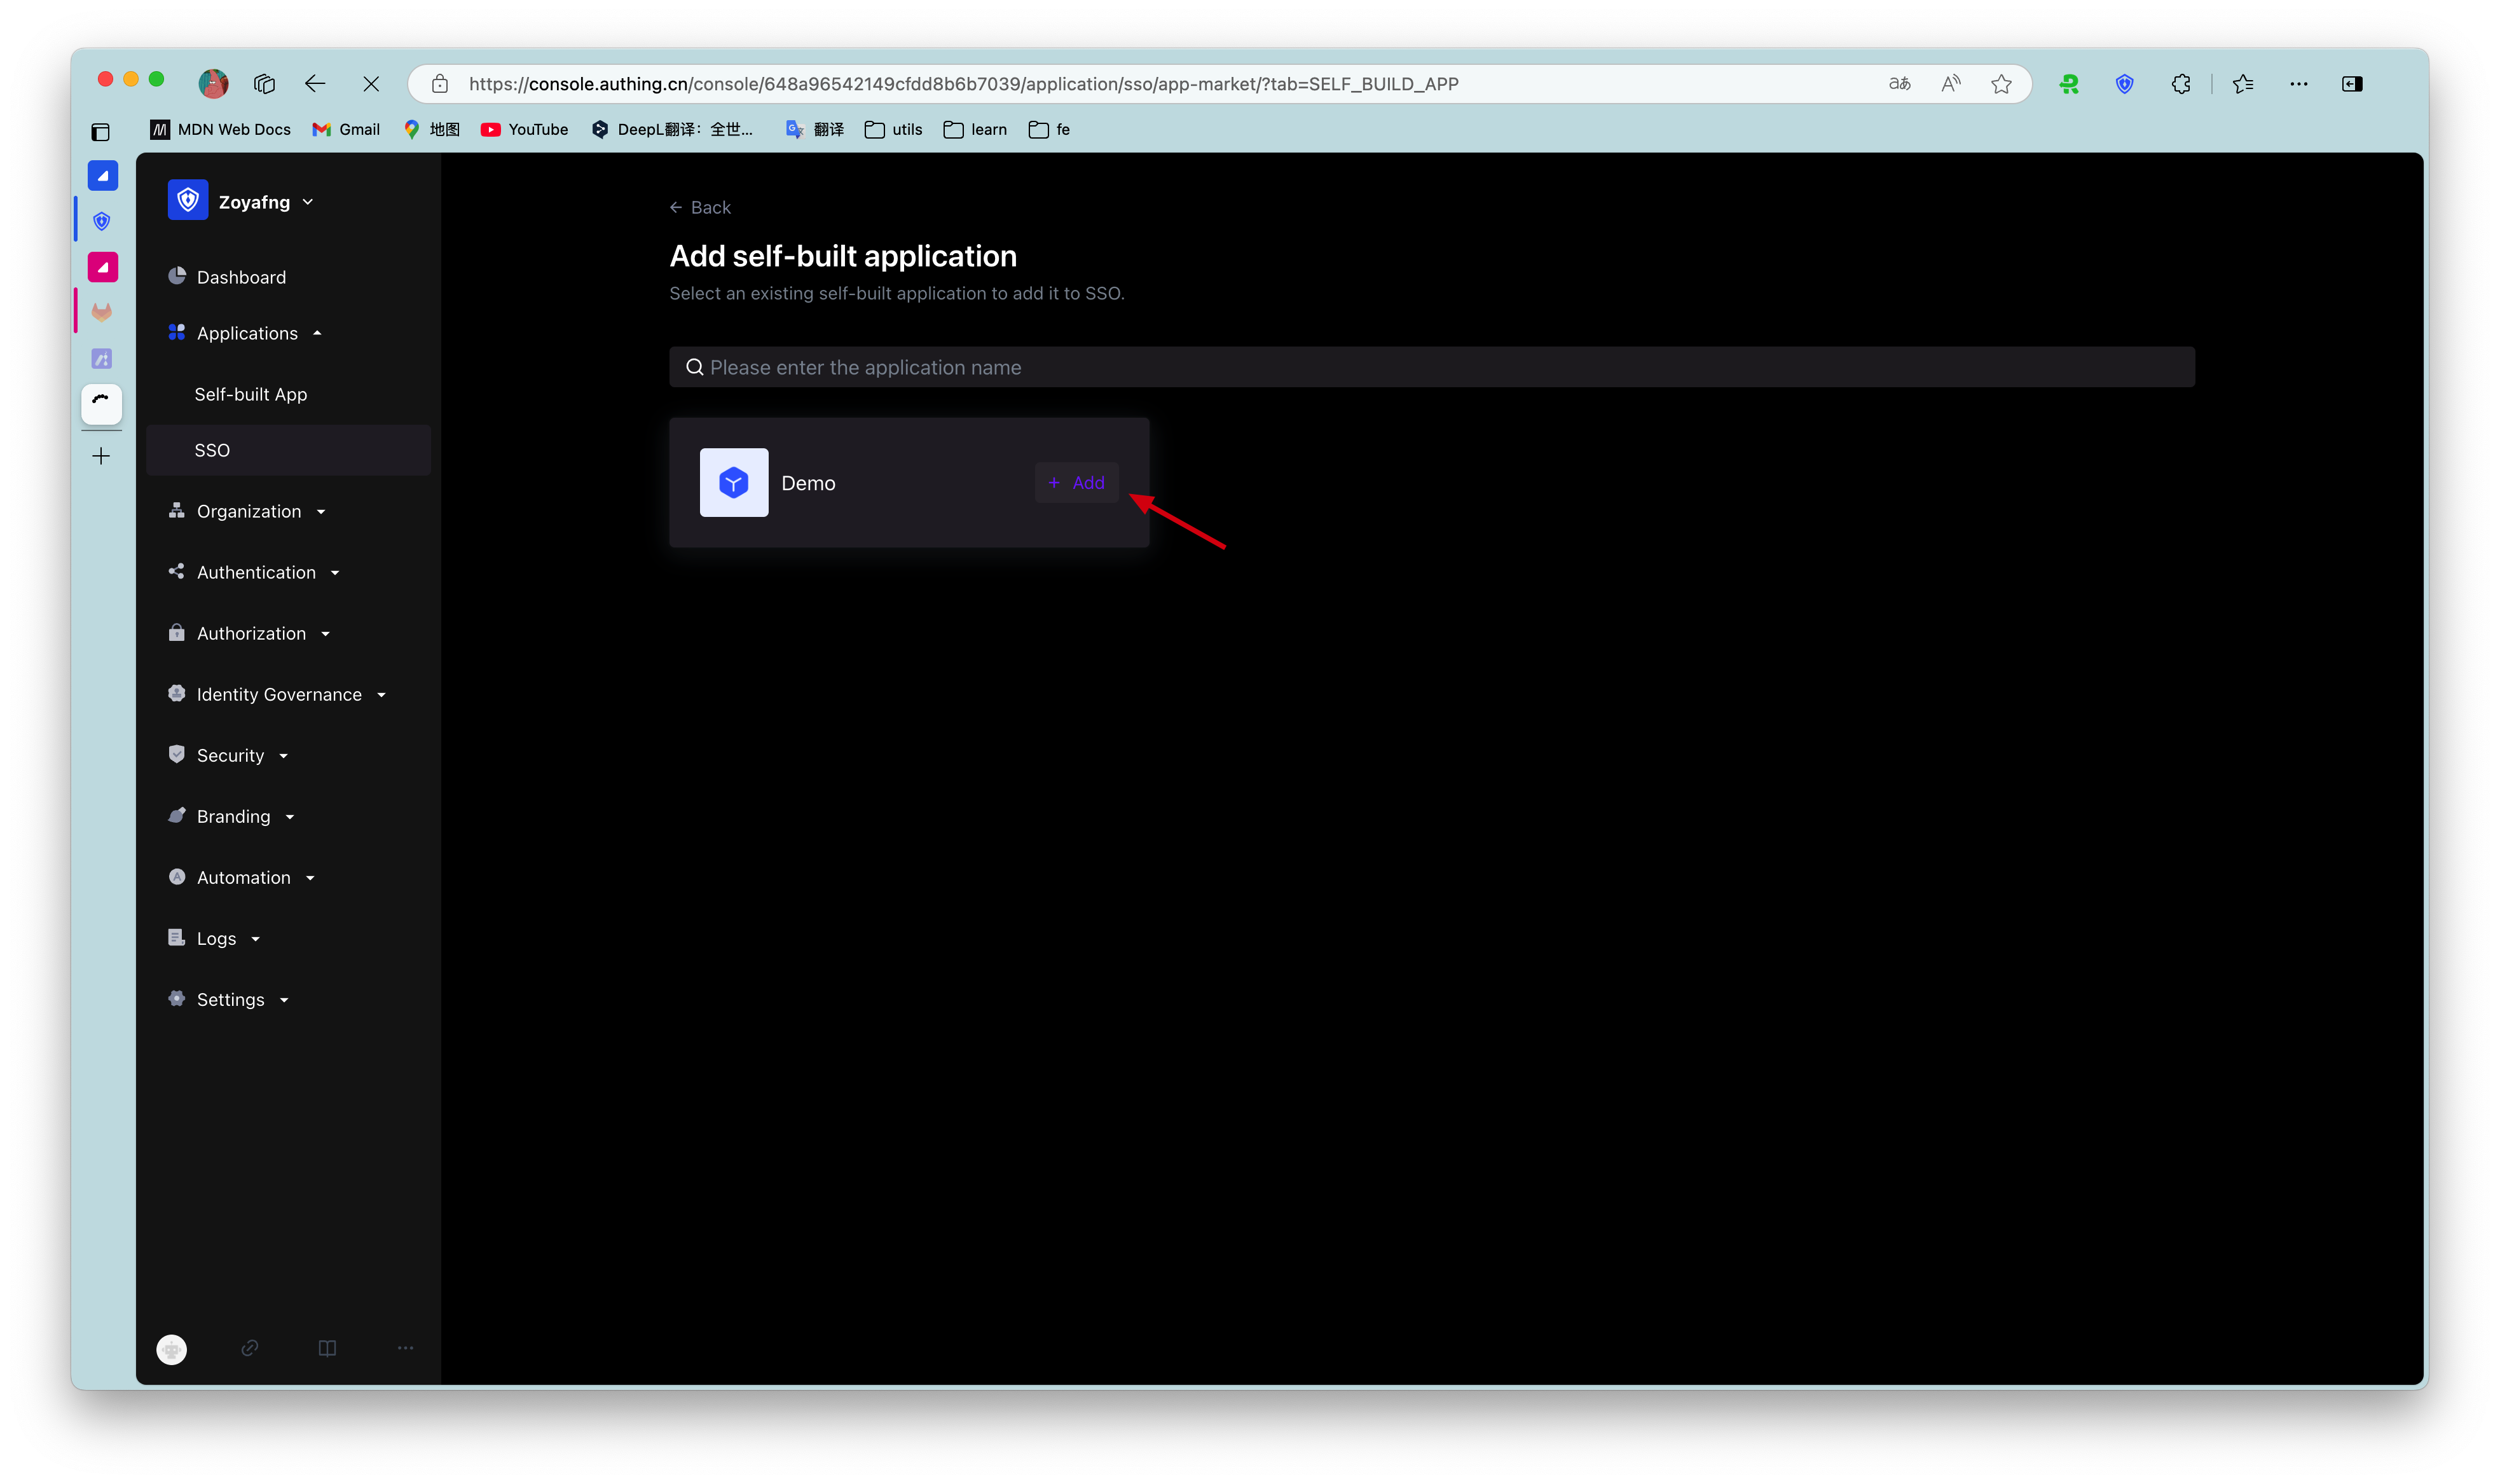 https://console.authing.cn/console/648a96542149cfdd8b6b7039/application/sso/app-market/?tab=SELF_BUILD_APP
MDN Web Docs Gmail 地图 YouTube DeepL翻译：全世... 翻译 utils learn fe
Zoyafng
Dashboard
Applications
Self-built App
SSO
Organization
Authentication
Authorization
Identity Governance
Security
Branding
Automation
Logs
Settings
Back
Add self-built application
Select an existing self-built application to add it to SSO.
Please enter the application name
Demo
+ Add